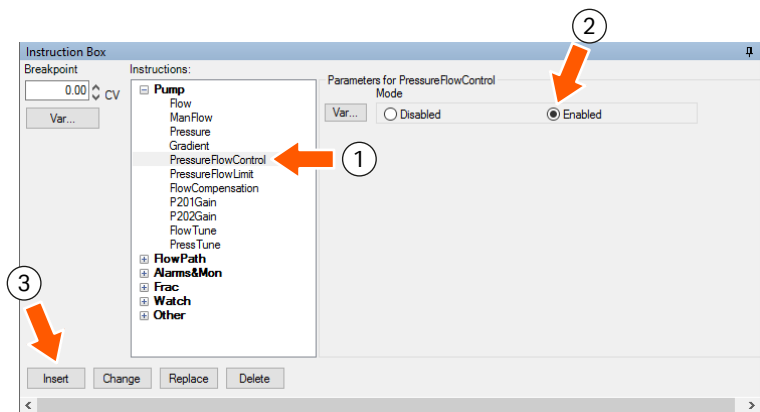 2
Instruction Box
Breakpoint
Instructions:
0.00 CV
Var...
Pump
Flow
ManFlow
Pressure
Gradient
PressureFlowControl
PressureFlowLimit
FlowCompensation
P201Gain
P202Gain
FlowTune
PressTune
FlowPath
Alarms&Mon
Frac
Watch
Other
Parameters for PressureFlowControl
Mode
Var...
Disabled
Enabled
1
3
Insert
Change
Replace
Delete